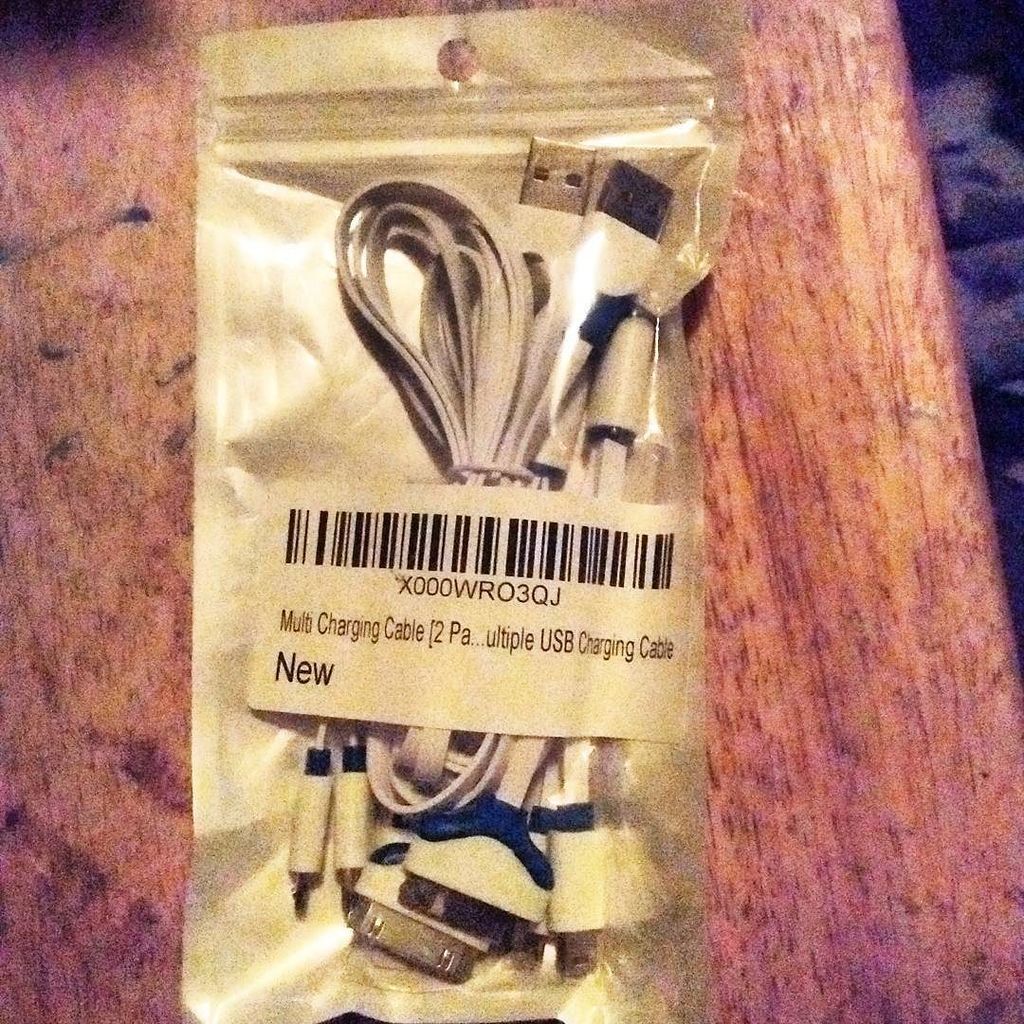 X000WRO3QJ
Multi Charging Cable [2 Pa...ultiple USB Charging Cable
New